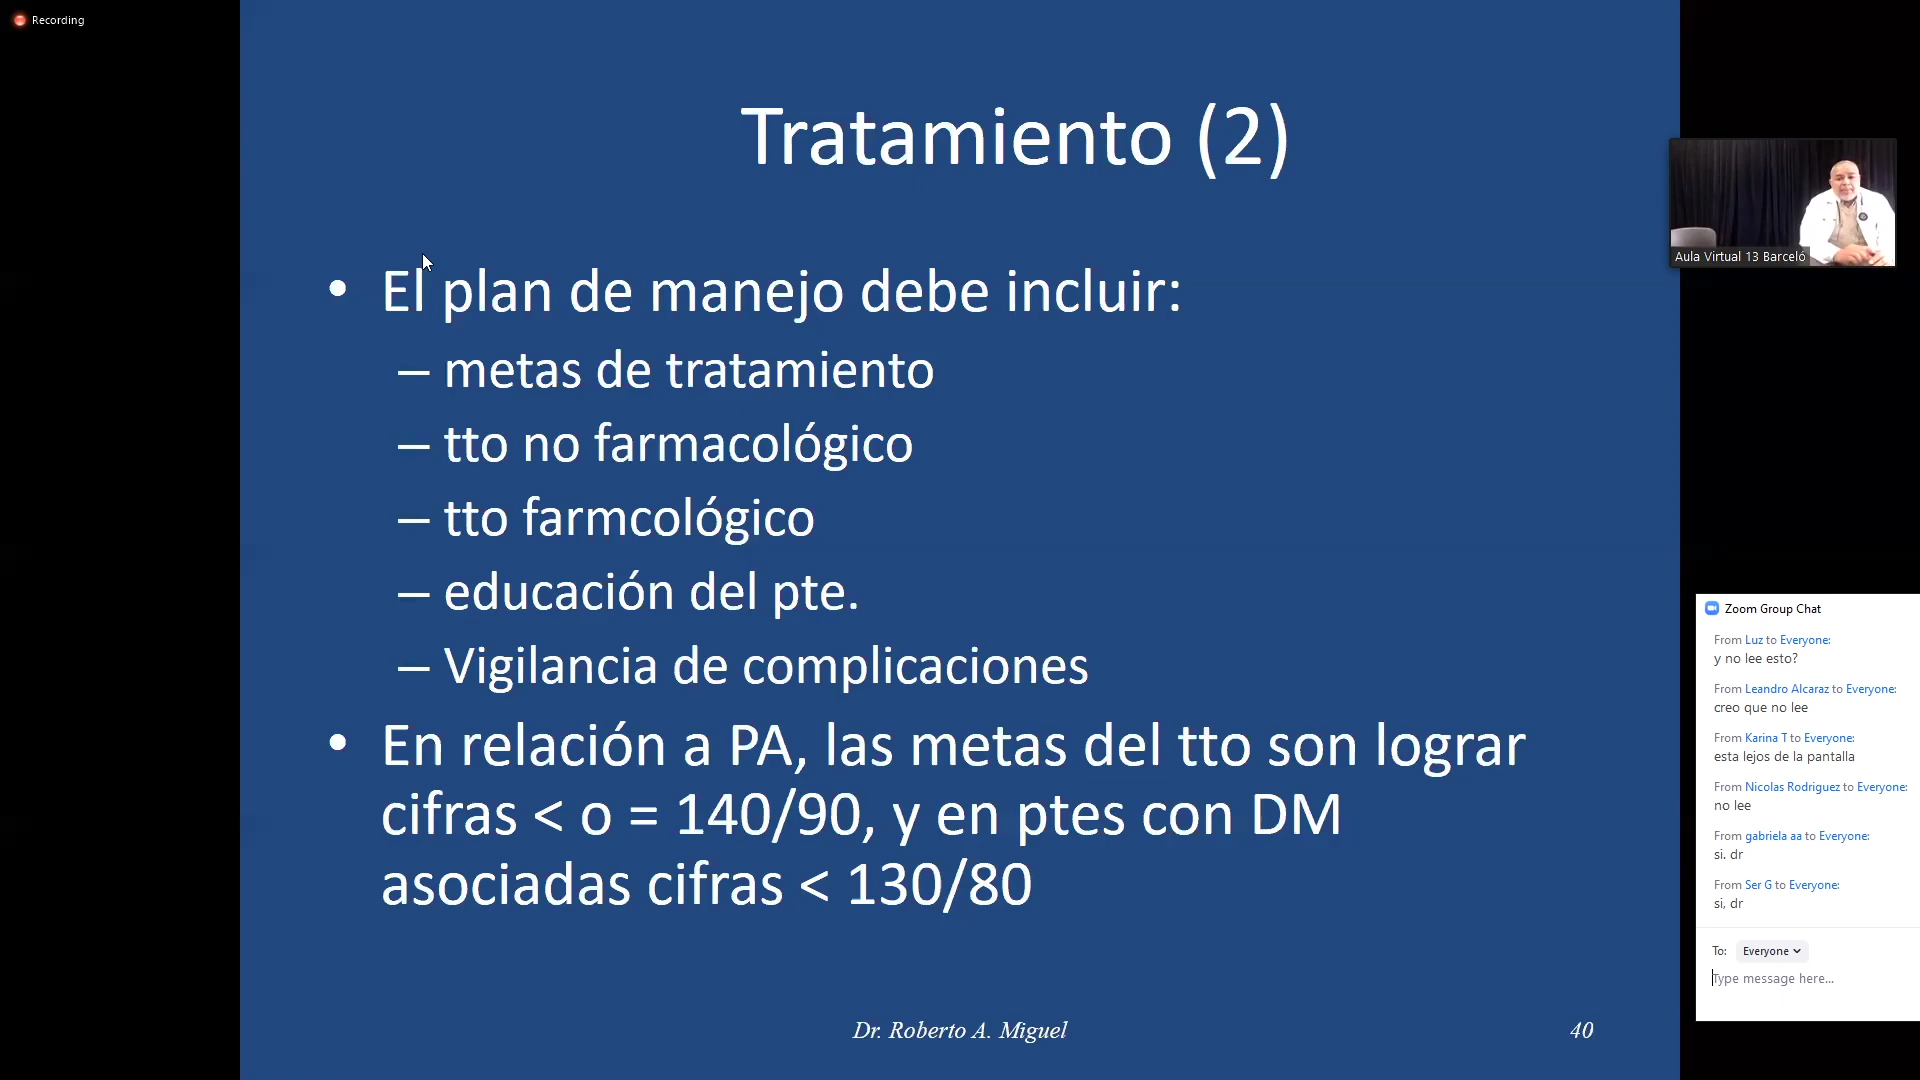 Recording
Tratamiento (2)
• El plan de manejo debe incluir:
– metas de tratamiento
– tto no farmacológico
– tto farmcológico
– educación del pte.
– Vigilancia de complicaciones
• En relación a PA, las metas del tto son lograr
cifras < o = 140/90, y en ptes con DM
asociadas cifras < 130/80
Dr. Roberto A. Miguel
40
Aula Virtual 13 Barceló
Zoom Group Chat
From Luz to Everyone:
y no lee esto?
From Leandro Alcaraz to Everyone:
creo que no lee
From Karina T to Everyone:
esta lejos de la pantalla
From Nicolas Rodriguez to Everyone:
no lee
From gabriela aa to Everyone:
si. dr
From Ser G to Everyone:
si, dr
To: Everyone
Type message here...